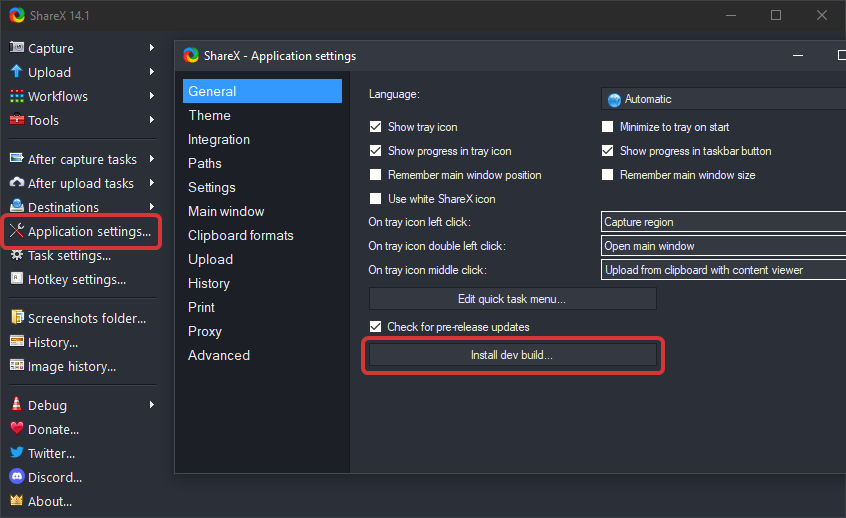 ShareX 14.1
Capture
Upload
Workflows
Tools
After capture tasks
After upload tasks
Destinations
Application settings...
Task settings...
Hotkey settings...
Screenshots folder...
History...
Image history...
Debug
Donate...
Twitter...
Discord...
About...
ShareX - Application settings
General
Theme
Integration
Paths
Settings
Main window
Clipboard formats
Upload
History
Print
Proxy
Advanced
Language:
Automatic
Show tray icon
Minimize to tray on start
Show progress in tray icon
Show progress in taskbar button
Remember main window position
Remember main window size
Use white ShareX icon
On tray icon left click:
Capture region
On tray icon double left click:
Open main window
On tray icon middle click:
Upload from clipboard with content viewer
Edit quick task menu...
Check for pre-release updates
Install dev build...